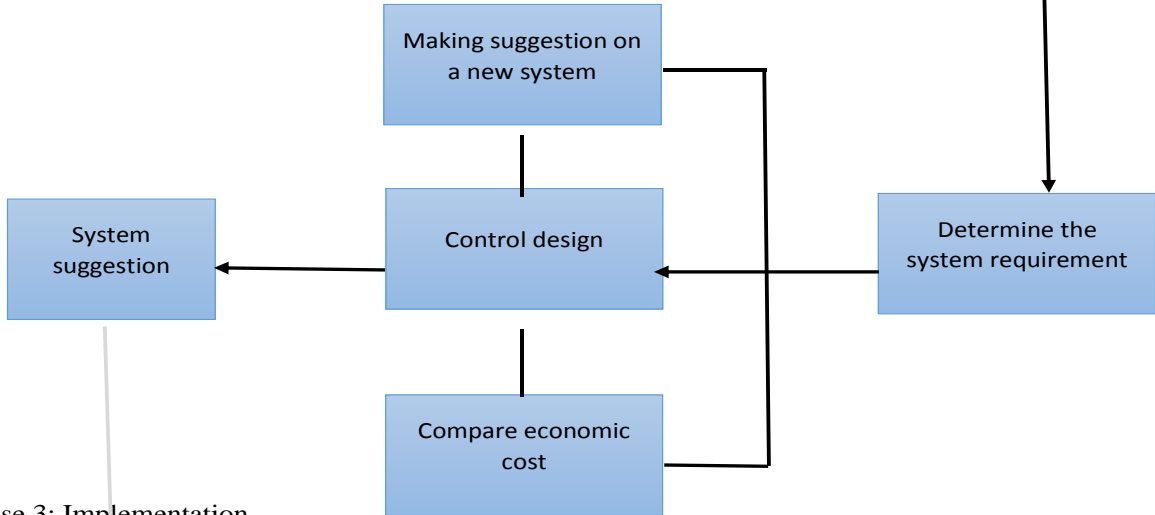 Making suggestion on
a new system
System
suggestion
Control design
Determine the
system requirement
Compare economic
cost
se 3: Implementation